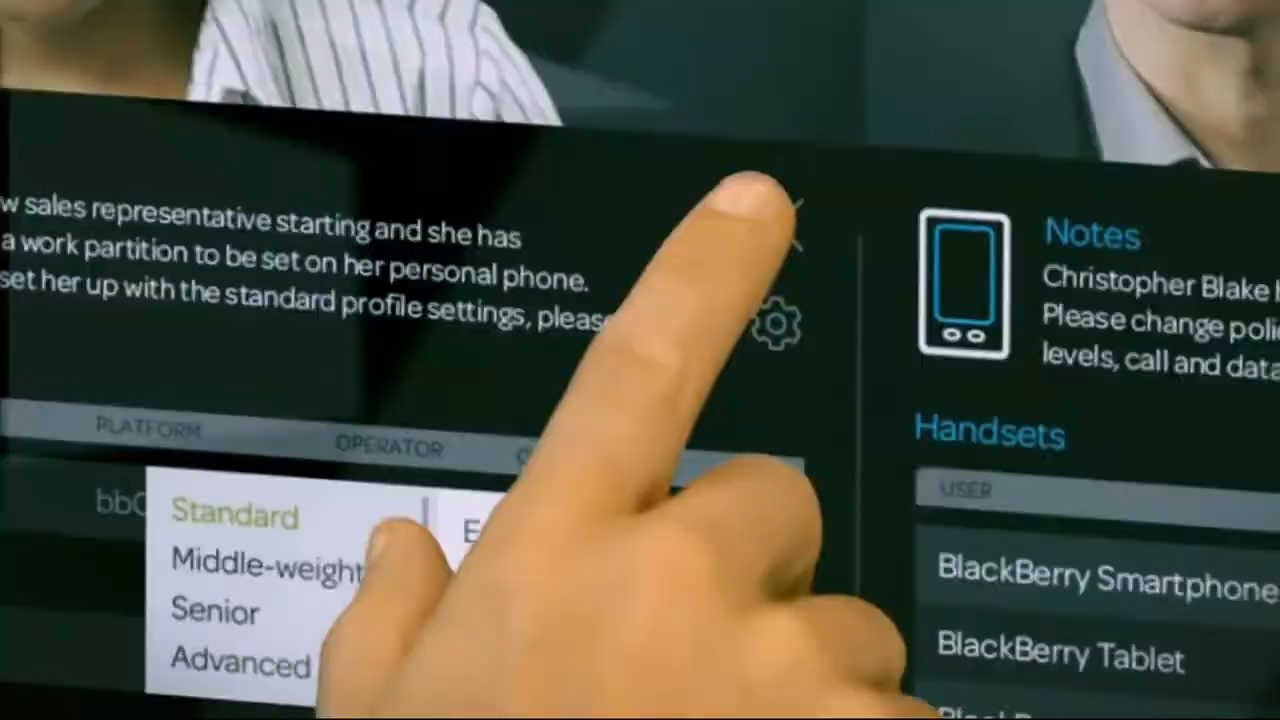 w sales representative starting and she has
a work partition to be set on her personal phone.
set her up with the standard profile settings, please
PLATFORM OPERATOR
Standard
Middle-weight
Senior
Advanced
Notes
Christopher Blake
Please change
levels, call and data
Handsets
USER
BlackBerry Smartphone
BlackBerry Tablet